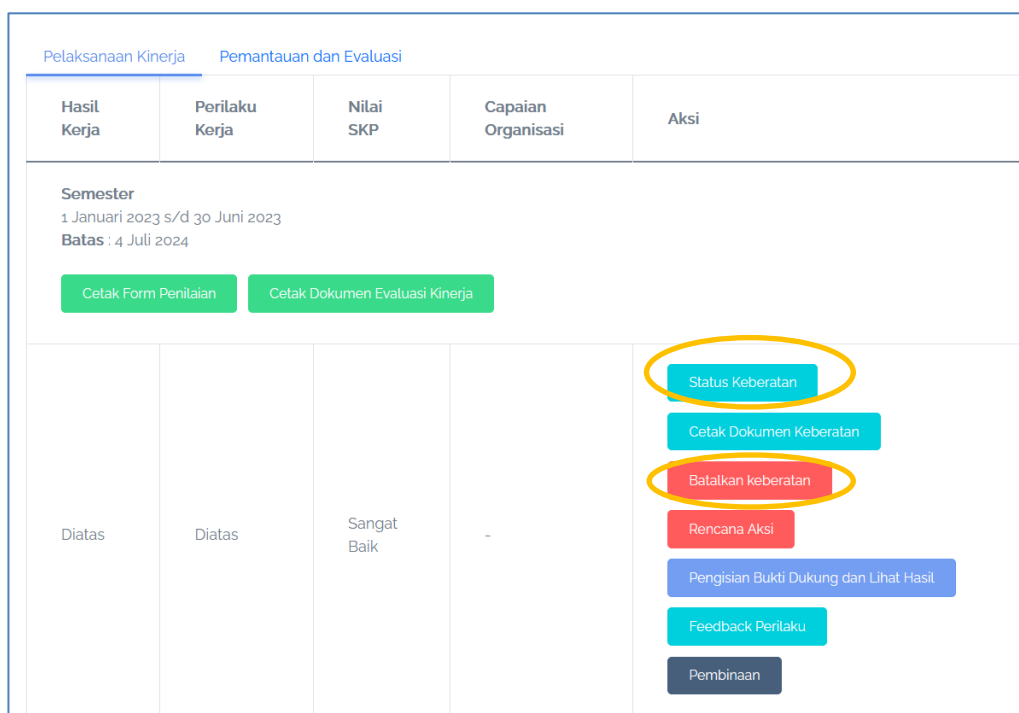 Pelaksanaan Kinerja Pemantauan dan Evaluasi
Hasil Kerja Perilaku Kerja Nilai SKP Capaian Organisasi Aksi
Semester
1 Januari 2023 s/d 30 Juni 2023
Batas : 4 Juli 2024
Cetak Form Penilaian Cetak Dokumen Evaluasi Kinerja
Diatas Diatas Sangat Baik -
Status Keberatan
Cetak Dokumen Keberatan
Batalkan keberatan
Rencana Aksi
Pengisian Bukti Dukung dan Lihat Hasil
Feedback Perilaku
Pembinaan